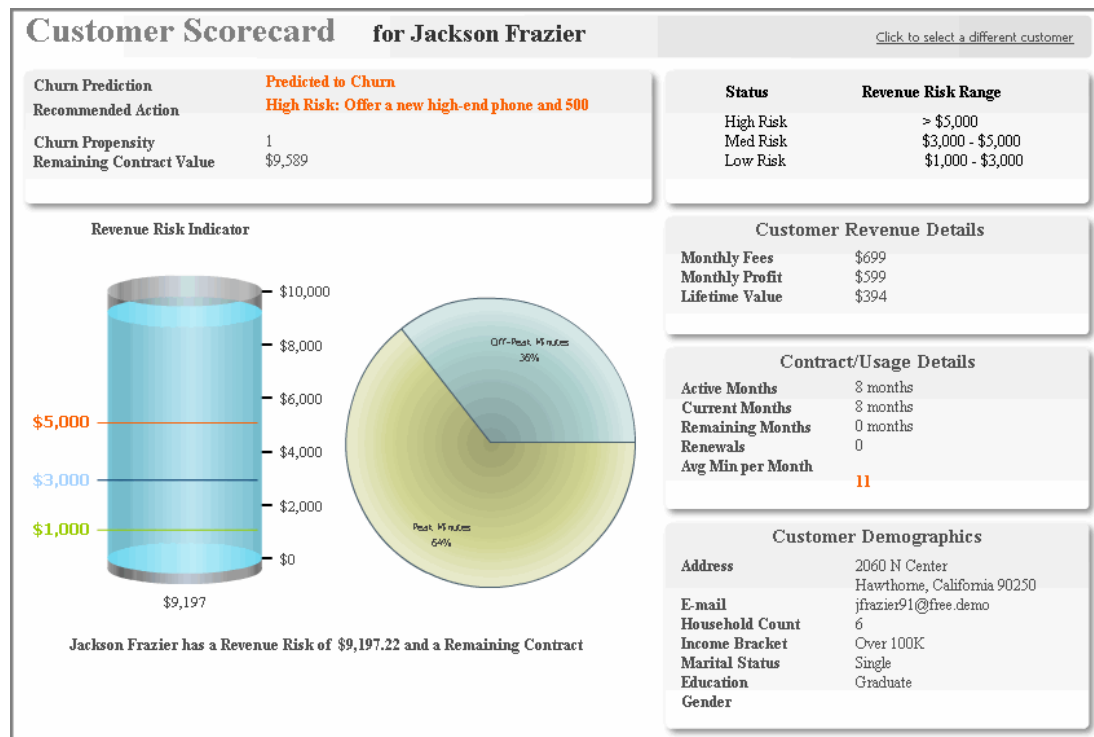 Customer Scorecard for Jackson Frazier
Click to select a different customer
Churn Prediction Predicted to Churn
Recommended Action High Risk: Offer a new high-end phone and 500
Churn Propensity 1
Remaining Contract Value $9,589
Status Revenue Risk Range
High Risk > $5,000
Med Risk $3,000 - $5,000
Low Risk $1,000 - $3,000
Revenue Risk Indicator
$10,000
$8,000
$6,000
$5,000
$4,000
$3,000
$2,000
$1,000
$0
$9,197
Off-Peak Minutes
36%
Peak Minutes
64%
Jackson Frazier has a Revenue Risk of $9,197.22 and a Remaining Contract
Customer Revenue Details
Monthly Fees $699
Monthly Profit $599
Lifetime Value $394
Contract/Usage Details
Active Months 8 months
Current Months 8 months
Remaining Months 0 months
Renewals 0
Avg Min per Month
11
Customer Demographics
Address 2060 N Center
Hawthorne, California 90250
E-mail jfrazier91@free.demo
Household Count 6
Income Bracket Over 100K
Marital Status Single
Education Graduate
Gender